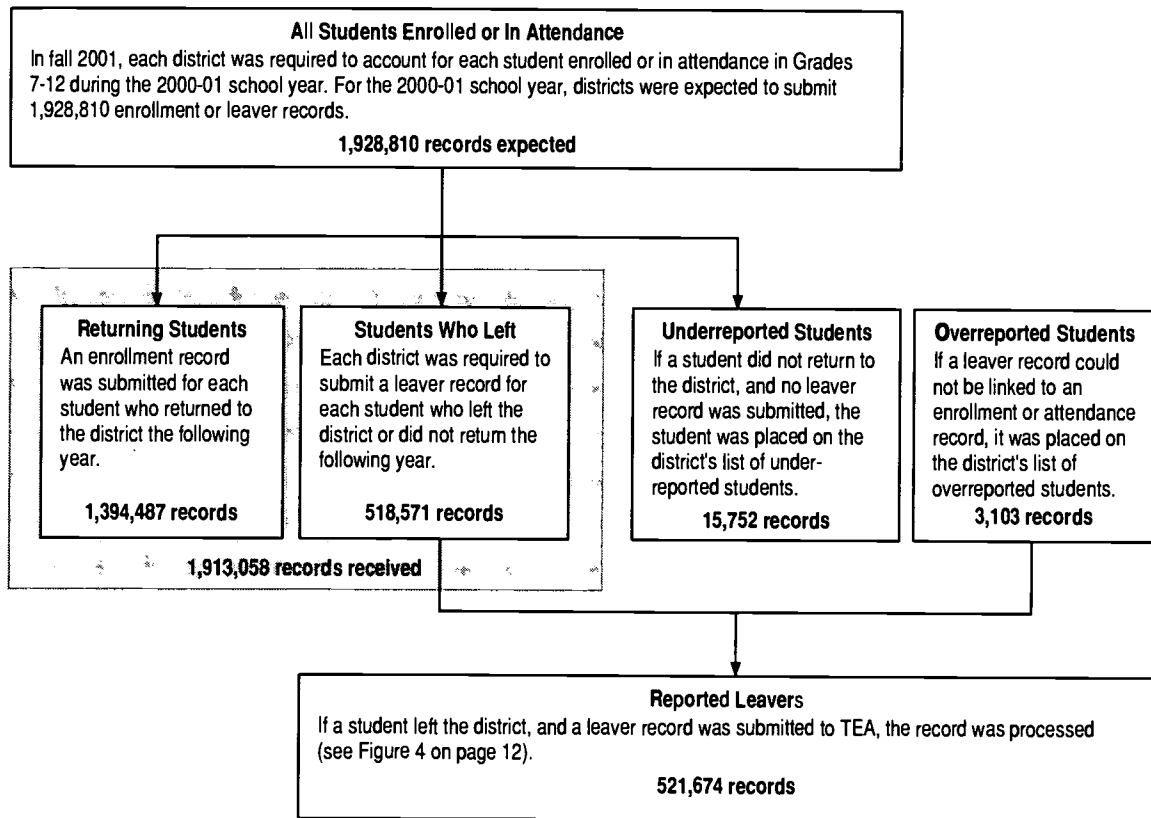 All Students Enrolled or In Attendance
In fall 2001, each district was required to account for each student enrolled or in attendance in Grades
7-12 during the 2000-01 school year. For the 2000-01 school year, districts were expected to submit
1,928,810 enrollment or leaver records.
1,928,810 records expected
Returning Students
An enrollment record
was submitted for each
student who returned to
the district the following
year.
1,394,487 records
Students Who Left
Each district was required to
submit a leaver record for
each student who left the
district or did not return the
following year.
518,571 records
1,913,058 records received
Underreported Students
If a student did not return to
the district, and no leaver
record was submitted, the
student was placed on the
district's list of under-
reported students.
15,752 records
Overreported Students
If a leaver record could
not be linked to an
enrollment or attendance
record, it was placed on
the district's list of
overreported students.
3,103 records
Reported Leavers
If a student left the district, and a leaver record was submitted to TEA, the record was processed
(see Figure 4 on page 12).
521,674 records